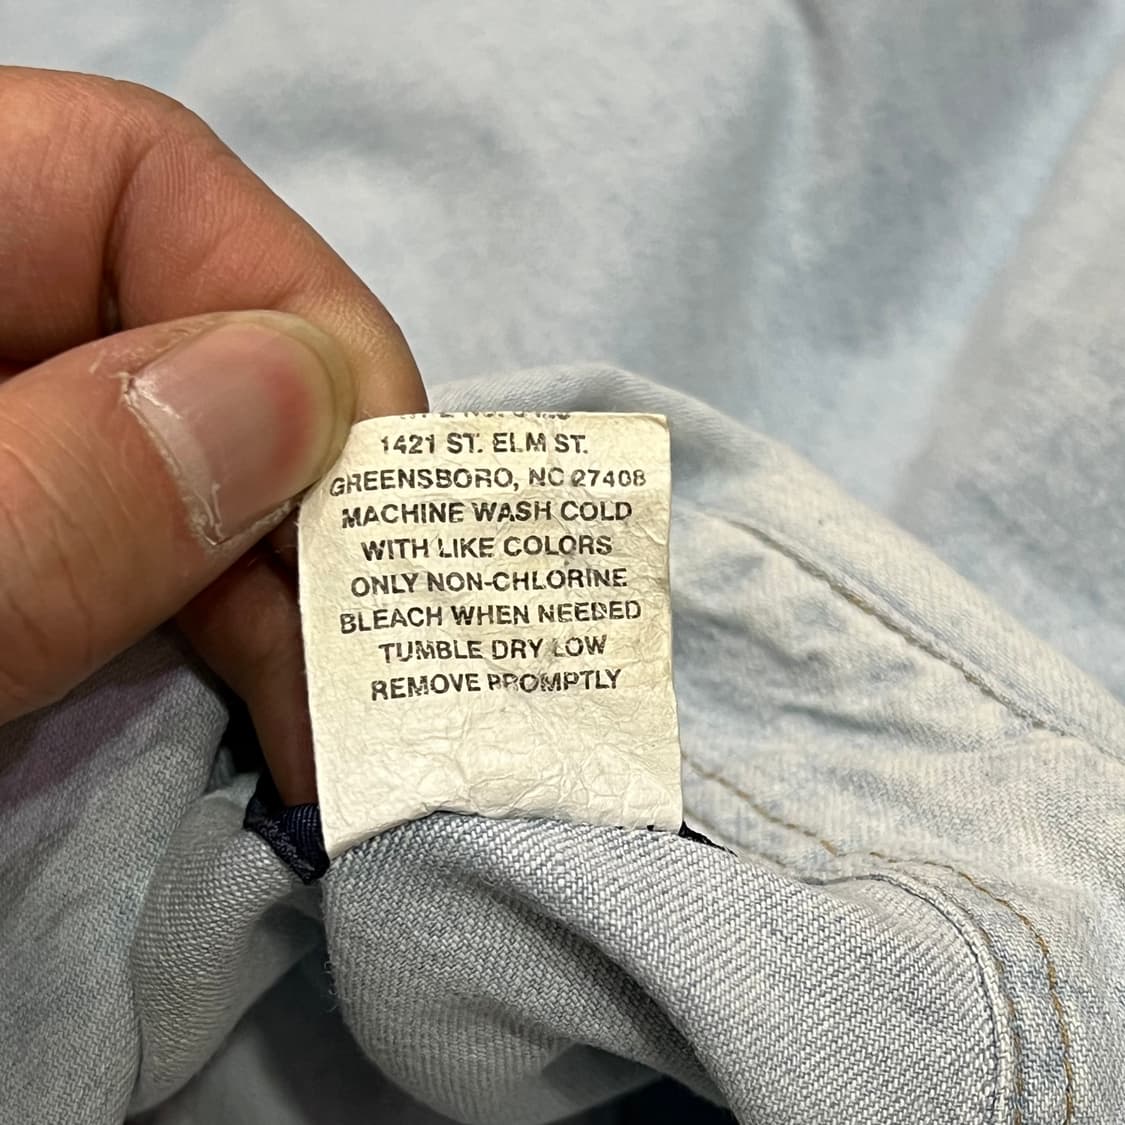 1421 ST. ELM ST.
GREENSBORO, NC 27408
MACHINE WASH COLD
WITH LIKE COLORS
ONLY NON-CHLORINE
BLEACH WHEN NEEDED
TUMBLE DRY LOW
REMOVE PROMPTLY